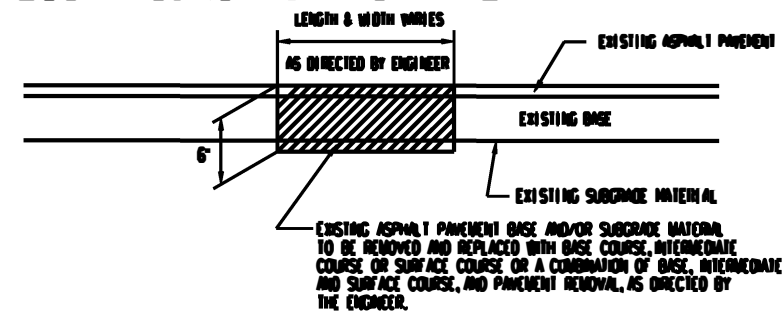 LENGTH & WIDTH VARIES
AS DIRECTED BY ENGINEER
EXISTING ASPHALT PAVEMENT
EXISTING BASE
6"
EXISTING SUBGRADE MATERIAL
EXISTING ASPHALT PAVEMENT BASE AND/OR SUBGRADE MATERIAL
TO BE REMOVED AND REPLACED WITH BASE COURSE, INTERMEDIATE
COURSE OR SURFACE COURSE OR A COMBINATION OF BASE, INTERMEDIATE
AND SURFACE COURSE, AND PAVEMENT REMOVAL, AS DIRECTED BY
THE ENGINEER.